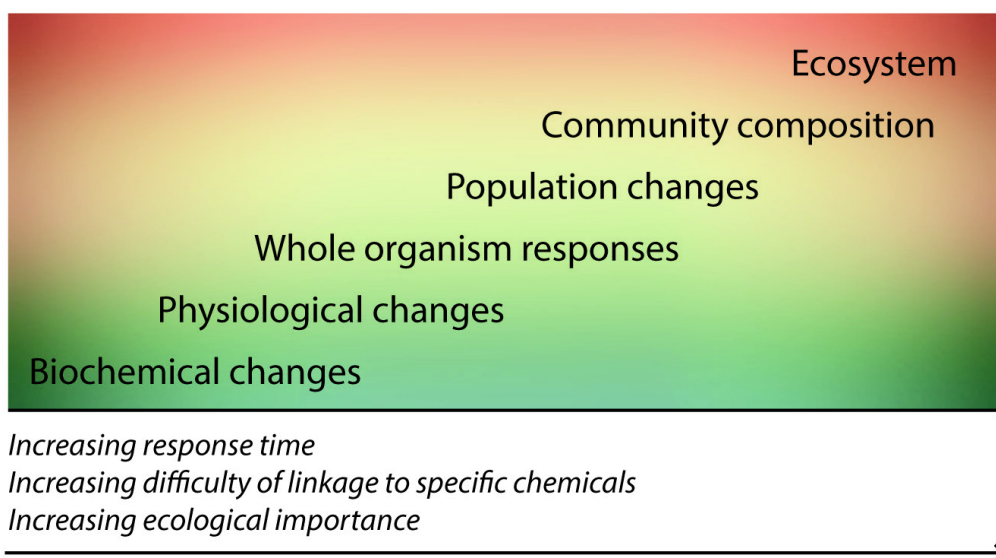 Ecosystem
Community composition
Population changes
Whole organism responses
Physiological changes
Biochemical changes
Increasing response time
Increasing difficulty of linkage to specific chemicals
Increasing ecological importance